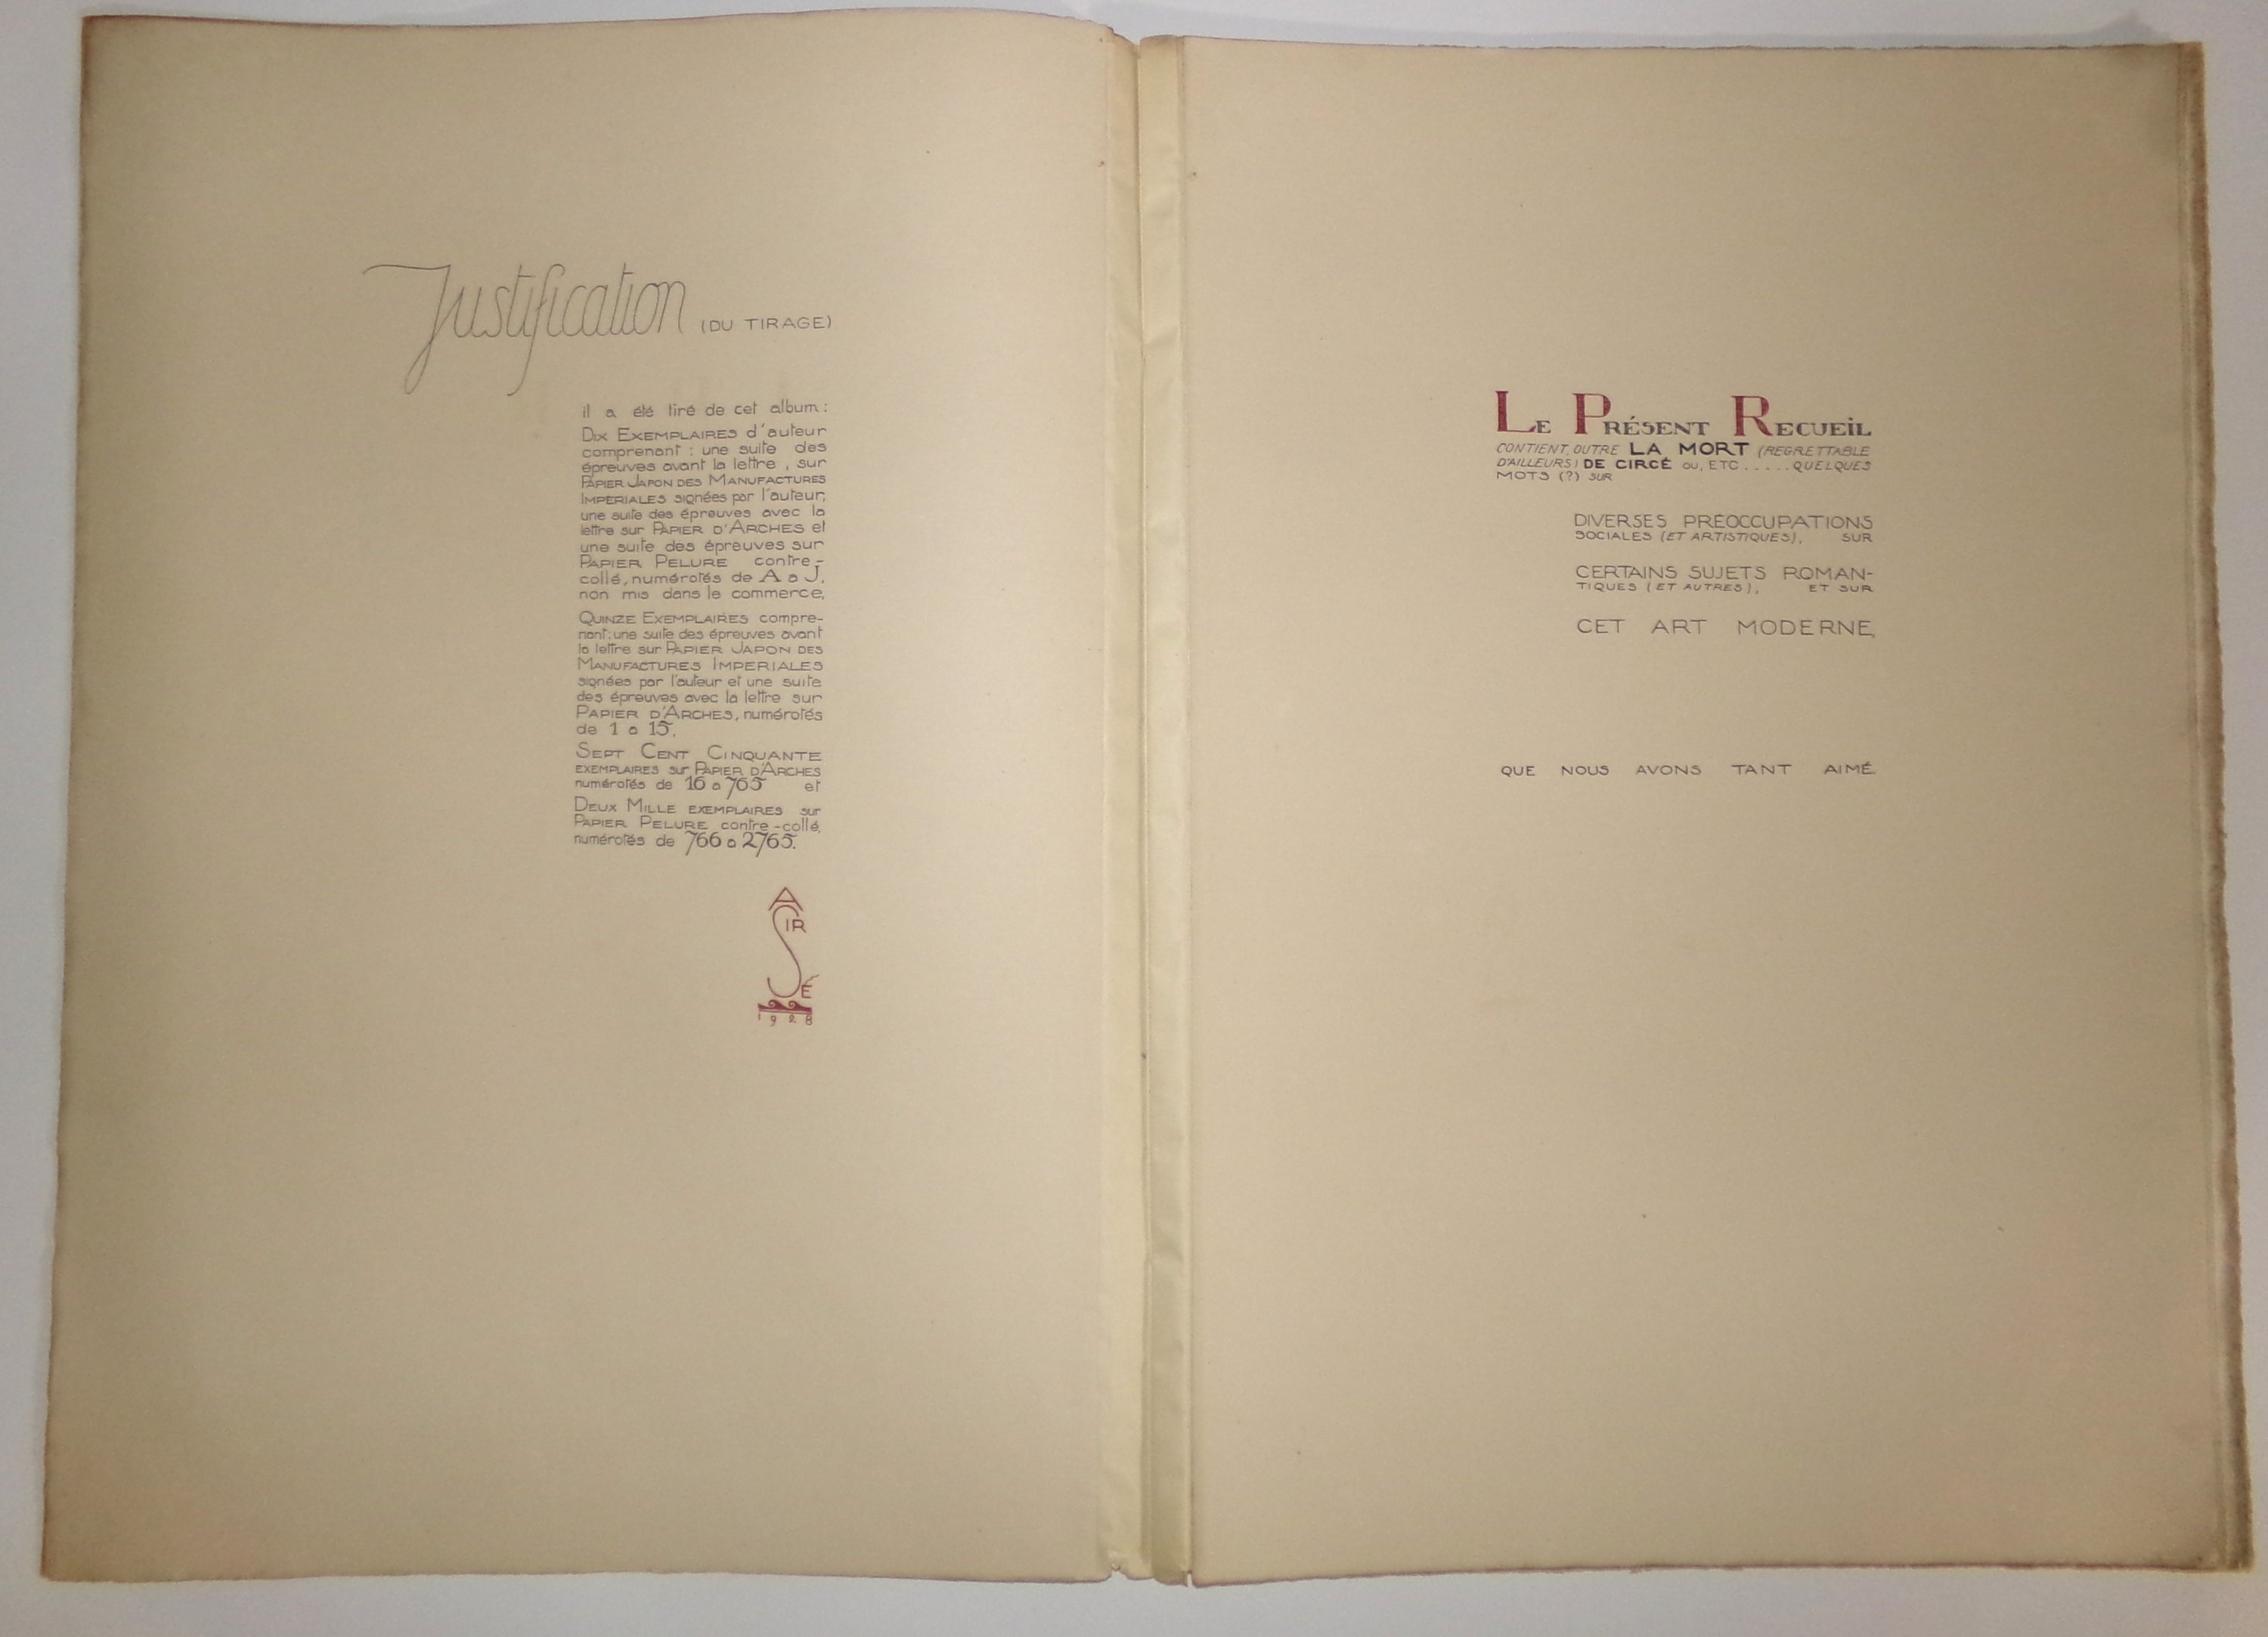 Justification (DU TIRAGE)
il a été tiré de cet album :
DIX EXEMPLAIRES d'auteur
comprenant : une suite des
épreuves avant la lettre , sur
PAPIER JAPON DES MANUFACTURES
IMPERIALES signées par l'auteur,
une suite des épreuves avec la
lettre sur PAPIER D'ARCHES et
une suite des épreuves sur
PAPIER PELURE contre-
collé, numérotés de A a J,
non mis dans le commerce,
QUINZE EXEMPLAIRES compre-
nant : une suite des épreuves avant
la lettre sur PAPIER JAPON DES
MANUFACTURES IMPERIALES
signées par l'auteur et une suite
des épreuves avec la lettre sur
PAPIER D'ARCHES, numérotés
de 1 a 15,
SEPT CENT CINQUANTE
EXEMPLAIRES sur PAPIER D'ARCHES
numérotés de 16 a 765 et
DEUX MILLE EXEMPLAIRES sur
PAPIER PELURE contre-collé,
numérotés de 766 a 2765.
A
SIR
É
1928
LE PRÉSENT RECUEIL
CONTIENT, OUTRE LA MORT (REGRETTABLE
D'AILLEURS) DE CIRCÉ OU, ETC ..... QUELQUES
MOTS (?) SUR
DIVERSES PRÉOCCUPATIONS
SOCIALES (ET ARTISTIQUES), SUR
CERTAINS SUJETS ROMAN-
TIQUES (ET AUTRES), ET SUR
CET ART MODERNE,
QUE NOUS AVONS TANT AIMÉ.